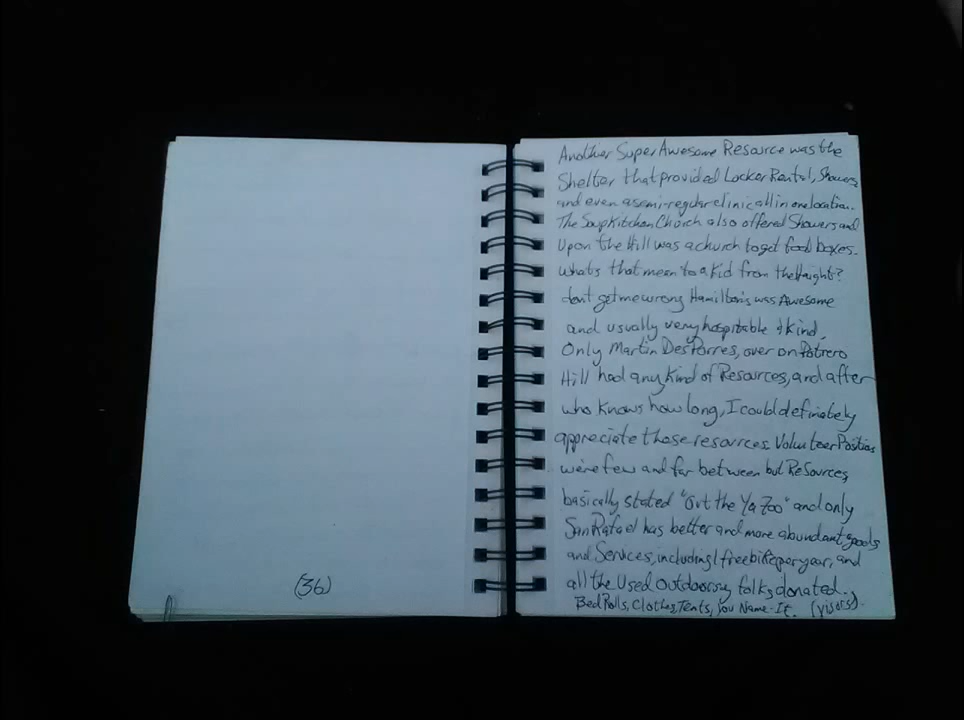 (36)
Another Super Awesome Resource was the
Shelter that provided Locker Rental, Showers,
and even a semi-regular clinic all in one location.
The Soup Kitchen Church also offered Showers and
Upon the Hill was a church to get food boxes.
whats that mean to a kid from the Haight?
dont get me wrong Hamilton's was Awesome
and usually very hospitable & kind,
Only Martin Des Porres, over on Potrero
Hill had any kind of Resources, and after
who knows how long, I could definately
appreciate those resources. Volunteer Positions
were few and far between but ReSources,
basically stated "Out the Ya Zoo" and only
San Rafael has better and more abundant, goods
and Services, including 1 free bike per year, and
all the Used Outdoorsy folks donated.
Bed Rolls, Clothes, Tents, You Name-It. (visors).